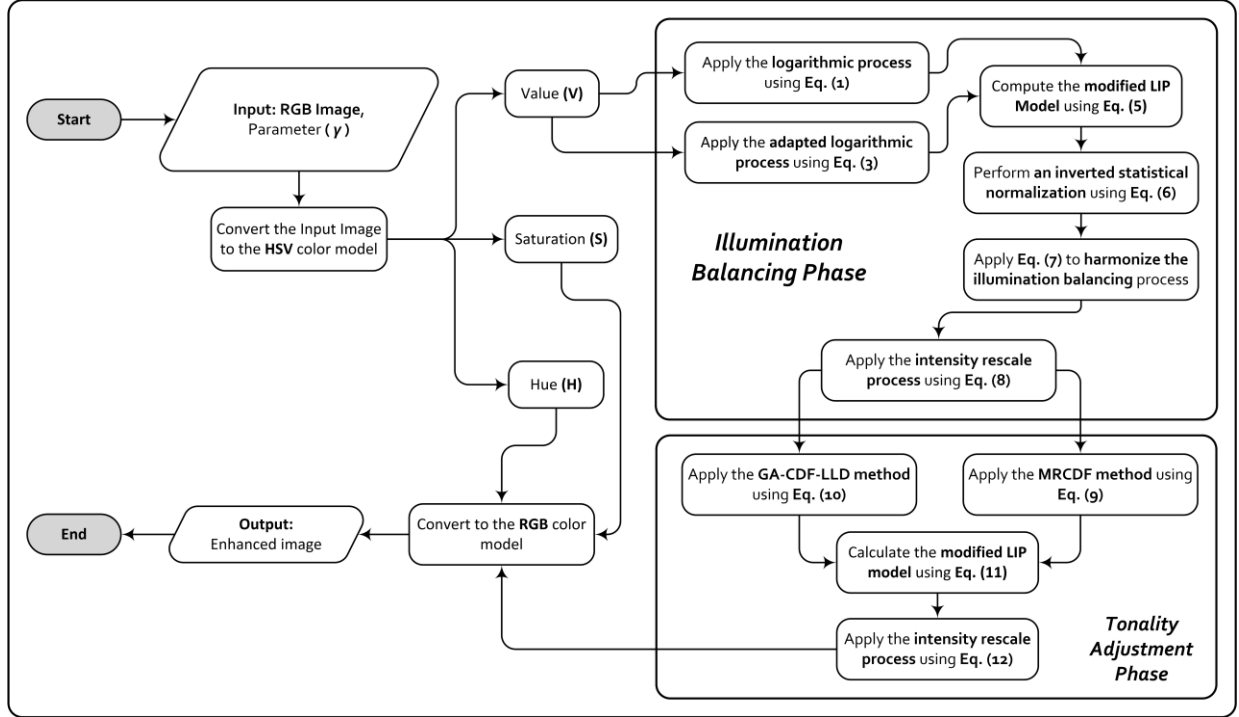 Start
Input: RGB Image,
Parameter ( γ )
Convert the Input Image
to the HSV color model
Value (V)
Saturation (S)
Hue (H)
Apply the logarithmic process
using Eq. (1)
Apply the adapted logarithmic
process using Eq. (3)
Compute the modified LIP
Model using Eq. (5)
Perform an inverted statistical
normalization using Eq. (6)
Apply Eq. (7) to harmonize the
illumination balancing process
Illumination
Balancing Phase
Apply the intensity rescale
process using Eq. (8)
Apply the GA-CDF-LLD method
using Eq. (10)
Apply the MRCDF method using
Eq. (9)
Calculate the modified LIP
model using Eq. (11)
Apply the intensity rescale
process using Eq. (12)
Tonality
Adjustment
Phase
Convert to the RGB color
model
Output:
Enhanced image
End